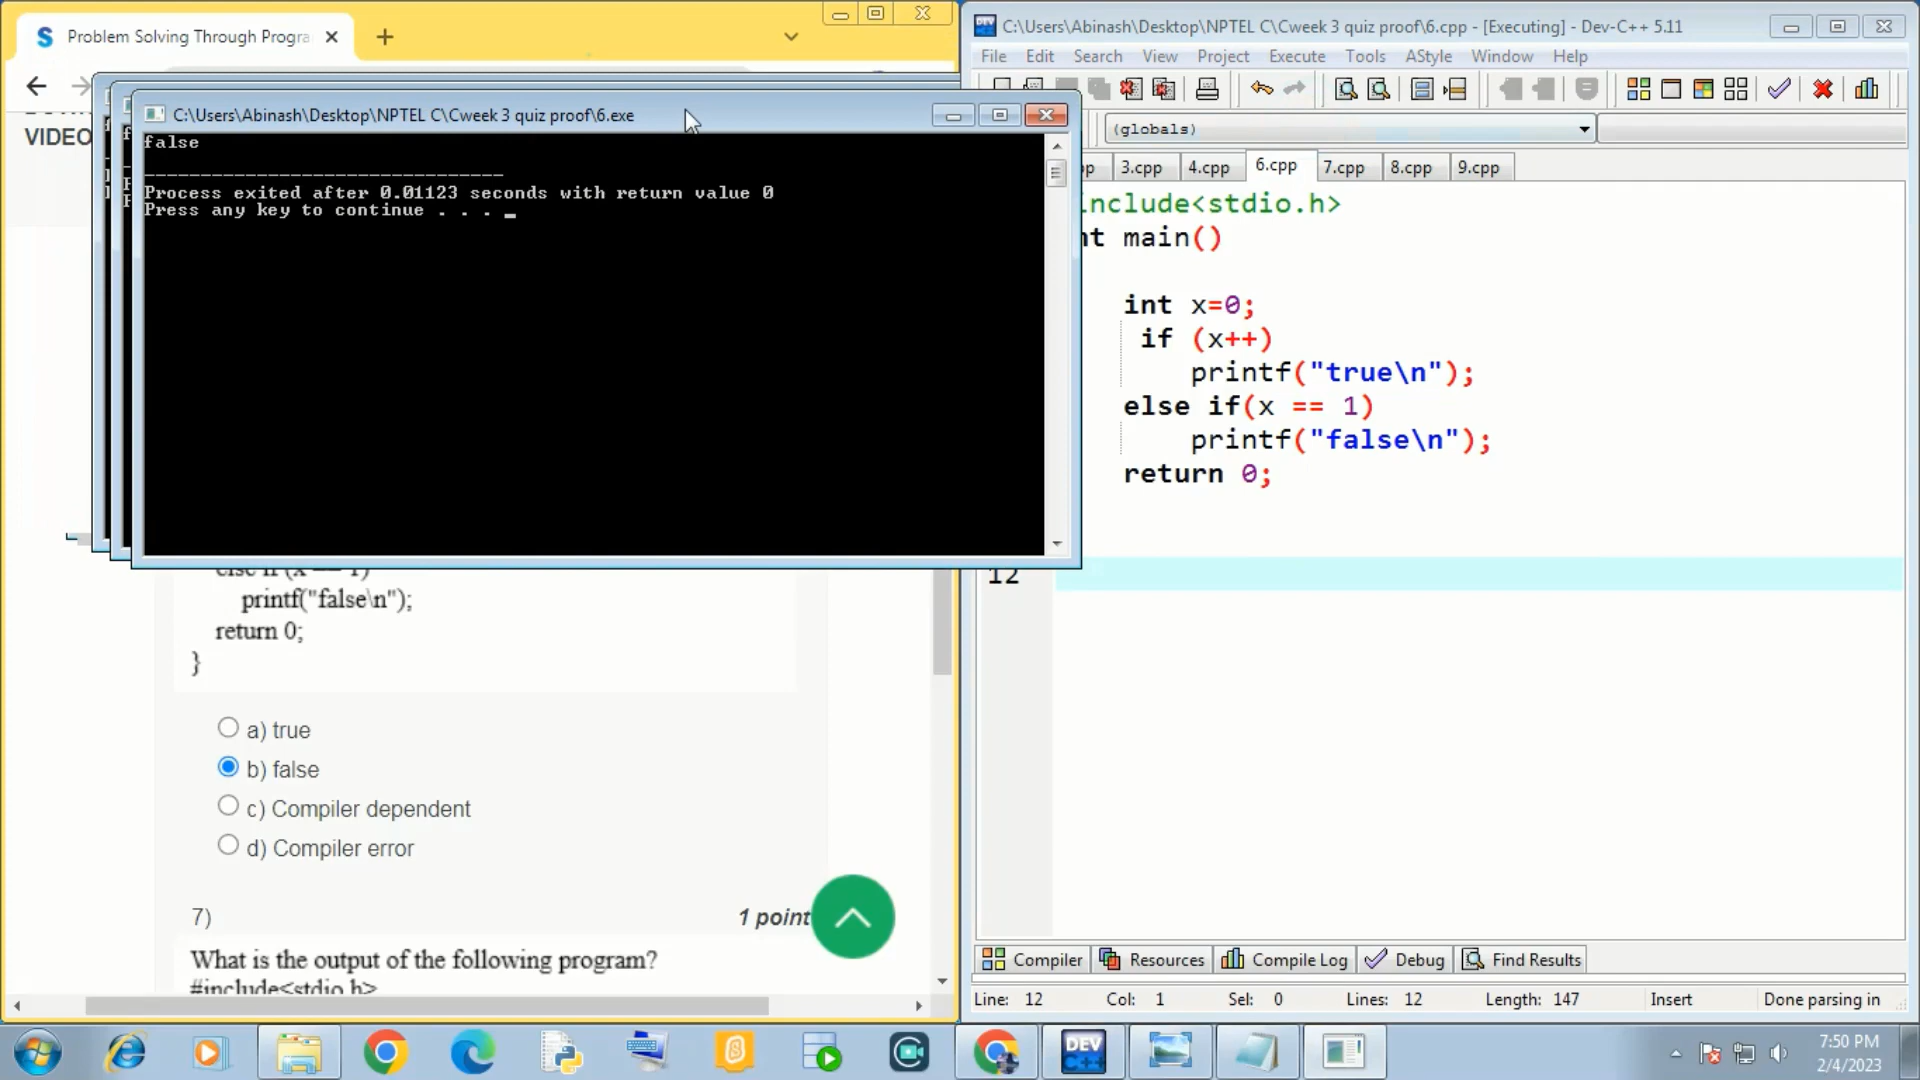 Problem Solving Through Progra
C:\Users\Abinash\Desktop\NPTEL C\Cweek 3 quiz proof\6.cpp - [Executing] - Dev-C++ 5.11
File Edit Search View Project Execute Tools AStyle Window Help
VIDEO
C:\Users\Abinash\Desktop\NPTEL C\Cweek 3 quiz proof\6.exe
false
--------------------------------
Process exited after 0.01123 seconds with return value 0
Press any key to continue . . . _
(globals)
3.cpp 4.cpp 6.cpp 7.cpp 8.cpp 9.cpp
include<stdio.h>
nt main()
int x=0;
if (x++)
printf("true\n");
else if(x == 1)
printf("false\n");
return 0;
12
printf("false\n");
return 0;
}
a) true
b) false
c) Compiler dependent
d) Compiler error
7)
1 point
What is the output of the following program?
#include<stdio.h>
Compiler Resources Compile Log Debug Find Results
Line: 12 Col: 1 Sel: 0 Lines: 12 Length: 147 Insert Done parsing in
DEV C++
7:50 PM
2/4/2023